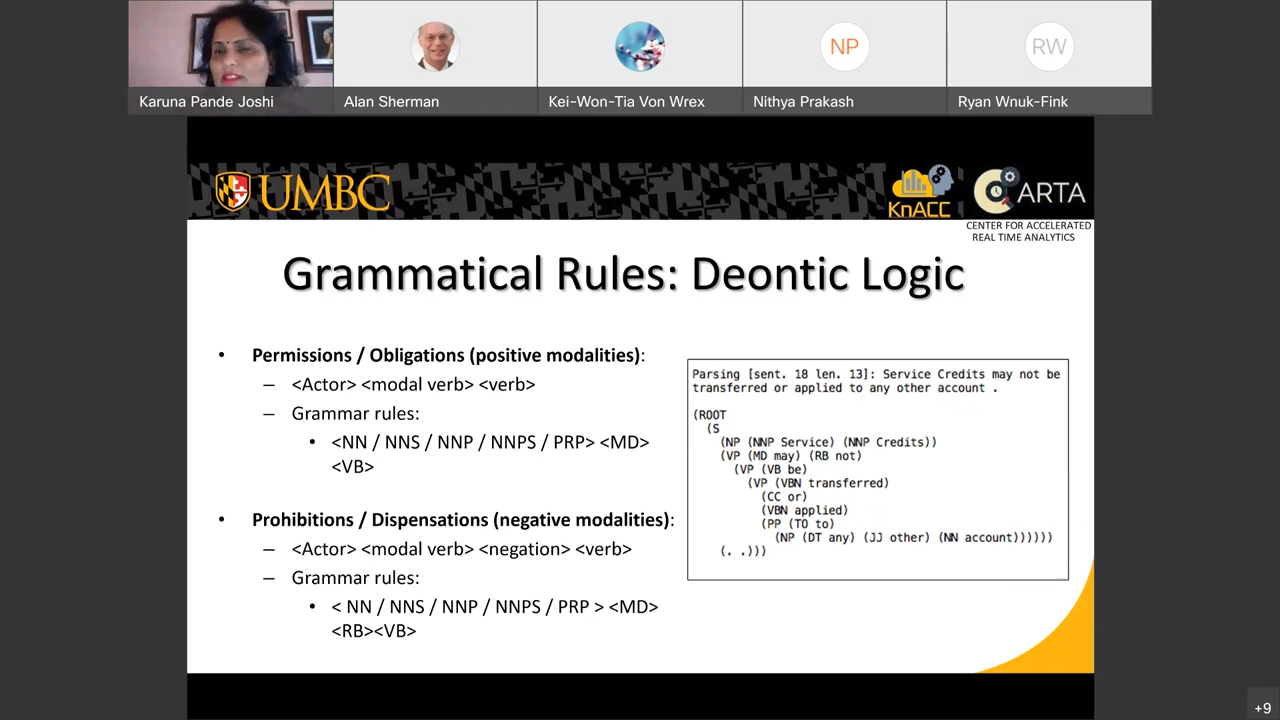 Karuna Pande Joshi
Alan Sherman
Kei-Won-Tia Von Wrex
NP
Nithya Prakash
RW
Ryan Wnuk-Fink
UMBC
KnACC
CARTA
CENTER FOR ACCELERATED
REAL TIME ANALYTICS
Grammatical Rules: Deontic Logic
• Permissions / Obligations (positive modalities):
– <Actor> <modal verb> <verb>
– Grammar rules:
• <NN / NNS / NNP / NNPS / PRP> <MD>
<VB>
• Prohibitions / Dispensations (negative modalities):
– <Actor> <modal verb> <negation> <verb>
– Grammar rules:
• < NN / NNS / NNP / NNPS / PRP > <MD>
<RB><VB>
Parsing [sent. 18 len. 13]: Service Credits may not be
transferred or applied to any other account .
(ROOT
(S
(NP (NNP Service) (NNP Credits))
(VP (MD may) (RB not)
(VP (VB be)
(VP (VBN transferred)
(CC or)
(VBN applied)
(PP (TO to)
(NP (DT any) (JJ other) (NN account))))))
(. .)))
+9